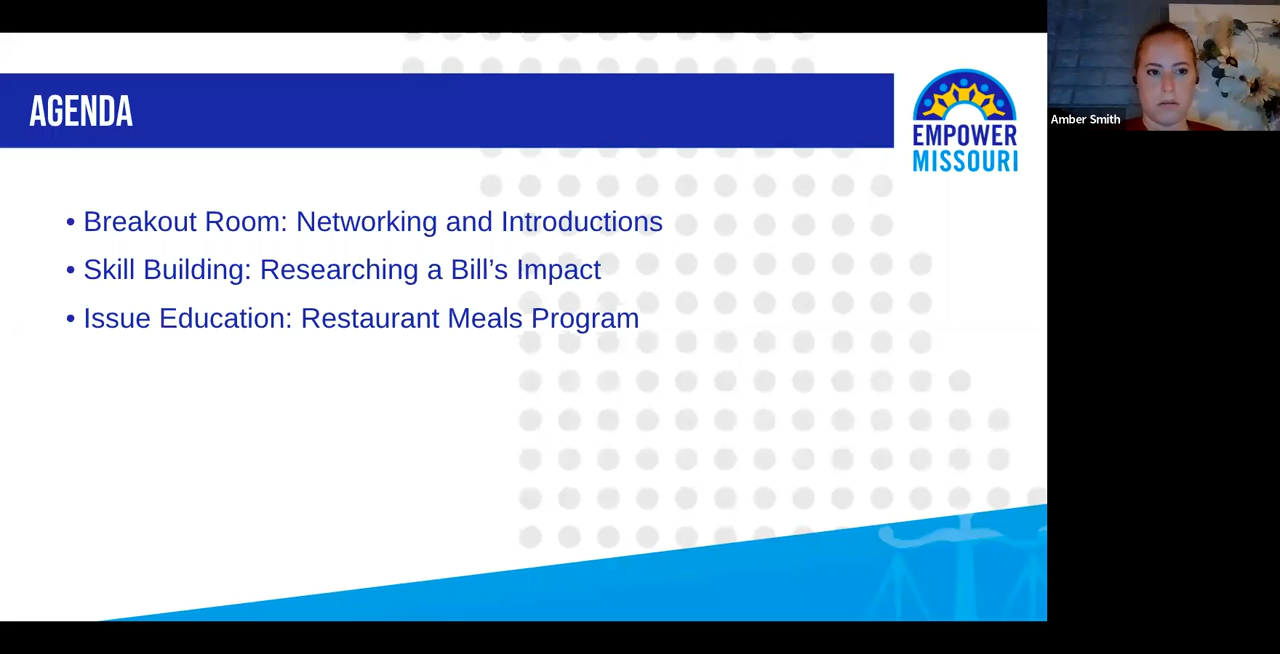 AGENDA
EMPOWER
MISSOURI
Amber Smith
• Breakout Room: Networking and Introductions
• Skill Building: Researching a Bill’s Impact
• Issue Education: Restaurant Meals Program